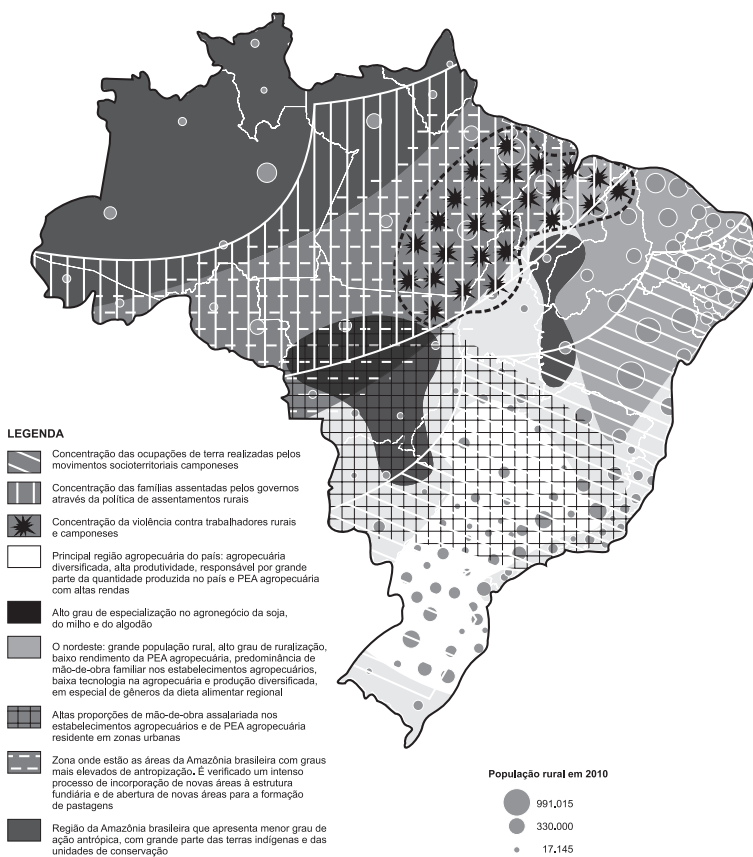 LEGENDA
Concentração das ocupações de terra realizadas pelos
movimentos socioterritoriais camponeses
Concentração das famílias assentadas pelos governos
através da política de assentamentos rurais
Concentração da violência contra trabalhadores rurais
e camponeses
Principal região agropecuária do país: agropecuária
diversificada, alta produtividade, responsável por grande
parte da quantidade produzida no país e PEA agropecuária
com altas rendas
Alto grau de especialização no agronegócio da soja,
do milho e do algodão
O nordeste: grande população rural, alto grau de ruralização,
baixo rendimento da PEA agropecuária, predominância de
mão-de-obra familiar nos estabelecimentos agropecuários,
baixa tecnologia na agropecuária e produção diversificada,
em especial de gêneros da dieta alimentar regional
Altas proporções de mão-de-obra assalariada nos
estabelecimentos agropecuários e de PEA agropecuária
residente em zonas urbanas
Zona onde estão as áreas da Amazônia brasileira com graus
mais elevados de antropização. É verificado um intenso
processo de incorporação de novas áreas à estrutura
fundiária e de abertura de novas áreas para a formação
de pastagens
Região da Amazônia brasileira que apresenta menor grau de
ação antrópica, com grande parte das terras indígenas e das
unidades de conservação
População rural em 2010
991.015
330.000
17.145